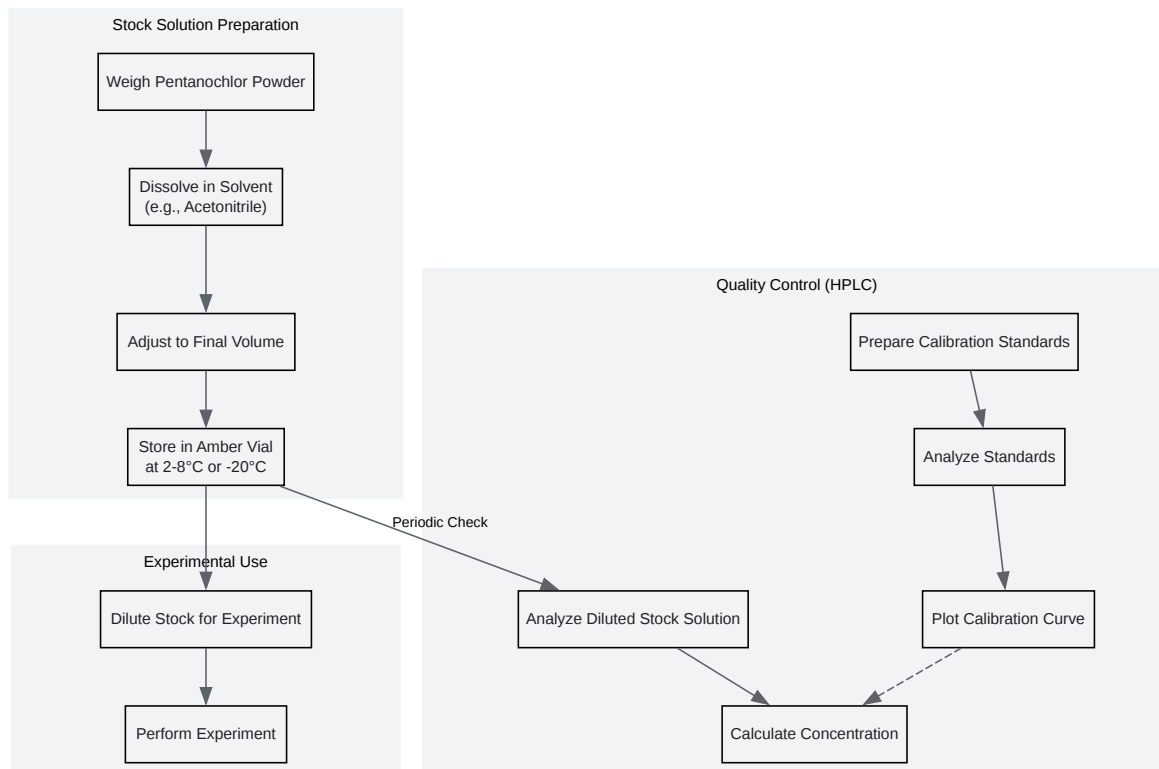 Stock Solution Preparation
Weigh Pentanochlor Powder
Dissolve in Solvent
(e.g., Acetonitrile)
Adjust to Final Volume
Store in Amber Vial
at 2-8°C or -20°C
Periodic Check
Experimental Use
Dilute Stock for Experiment
Perform Experiment
Quality Control (HPLC)
Prepare Calibration Standards
Analyze Standards
Plot Calibration Curve
Analyze Diluted Stock Solution
Calculate Concentration